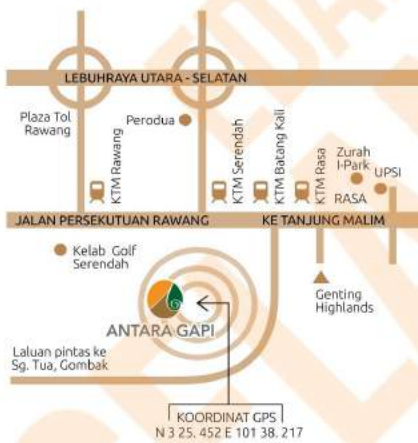 LEBUHRAYA UTARA - SELATAN
Plaza Tol
Rawang
Perodua
KTM Rawang
KTM Serendah
KTM Batang Kali
KTM Rasa
Zurah
I-Park
UPSI
RASA
JALAN PERSEKUTUAN RAWANG
KE TANJUNG MALIM
Kelab Golf
Serendah
Genting
Highlands
ANTARA GAPI
Laluan pintas ke
Sg. Tua, Gombak
KOORDINAT GPS
N 3 25. 452 E 101 38. 217